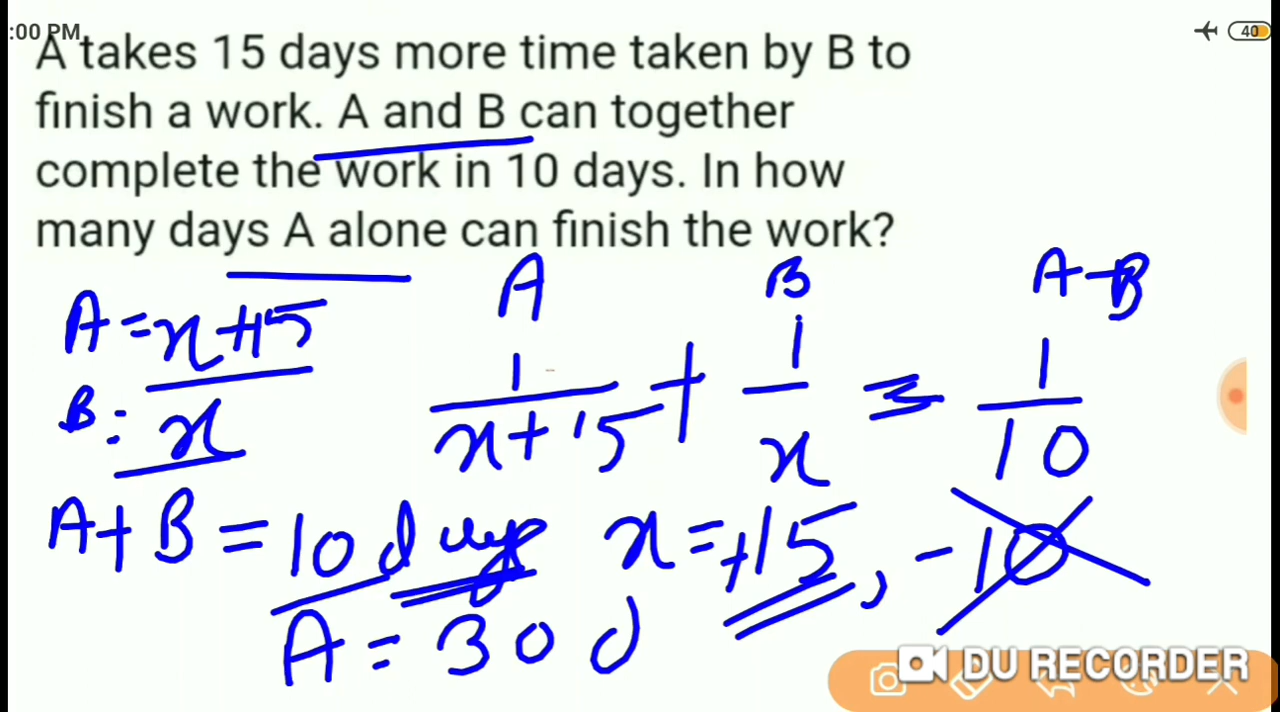 :00 PM
40
A takes 15 days more time taken by B to
finish a work. A and B can together
complete the work in 10 days. In how
many days A alone can finish the work?
A = x+15
B = x
A B A+B
1/x+15 + 1/x = 1/10
A+B = 10 days
x = +15, -10
A = 30 d
DU RECORDER